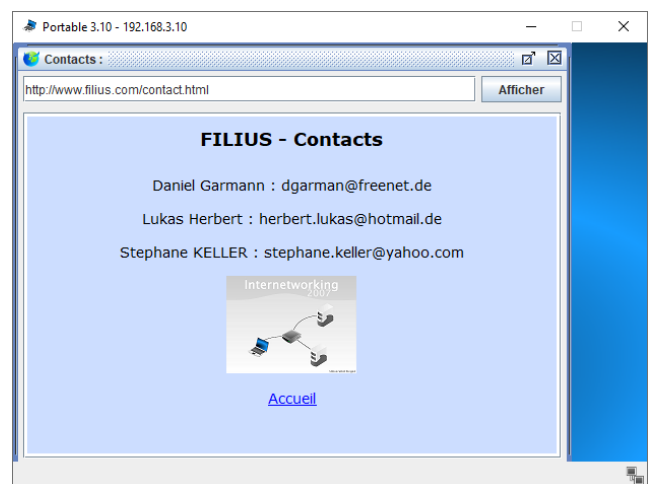 Portable 3.10 - 192.168.3.10
Contacts :
http://www.filius.com/contact.html
Afficher
FILIUS - Contacts
Daniel Garmann : dgarman@freenet.de
Lukas Herbert : herbert.lukas@hotmail.de
Stephane KELLER : stephane.keller@yahoo.com
Internetworking
2007
Accueil